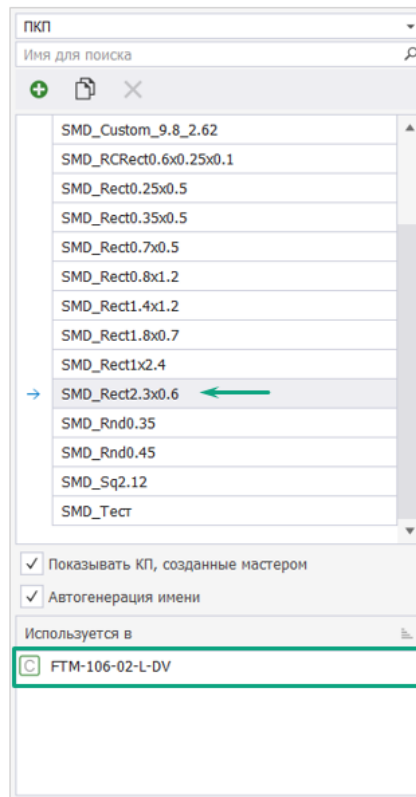 ПКП
Имя для поиска
SMD_Custom_9.8_2.62
SMD_RCRect0.6x0.25x0.1
SMD_Rect0.25x0.5
SMD_Rect0.35x0.5
SMD_Rect0.7x0.5
SMD_Rect0.8x1.2
SMD_Rect1.4x1.2
SMD_Rect1.8x0.7
SMD_Rect1x2.4
SMD_Rect2.3x0.6
SMD_Rnd0.35
SMD_Rnd0.45
SMD_Sq2.12
SMD_Тест
Показывать КП, созданные мастером
Автогенерация имени
Используется в
C FTM-106-02-L-DV